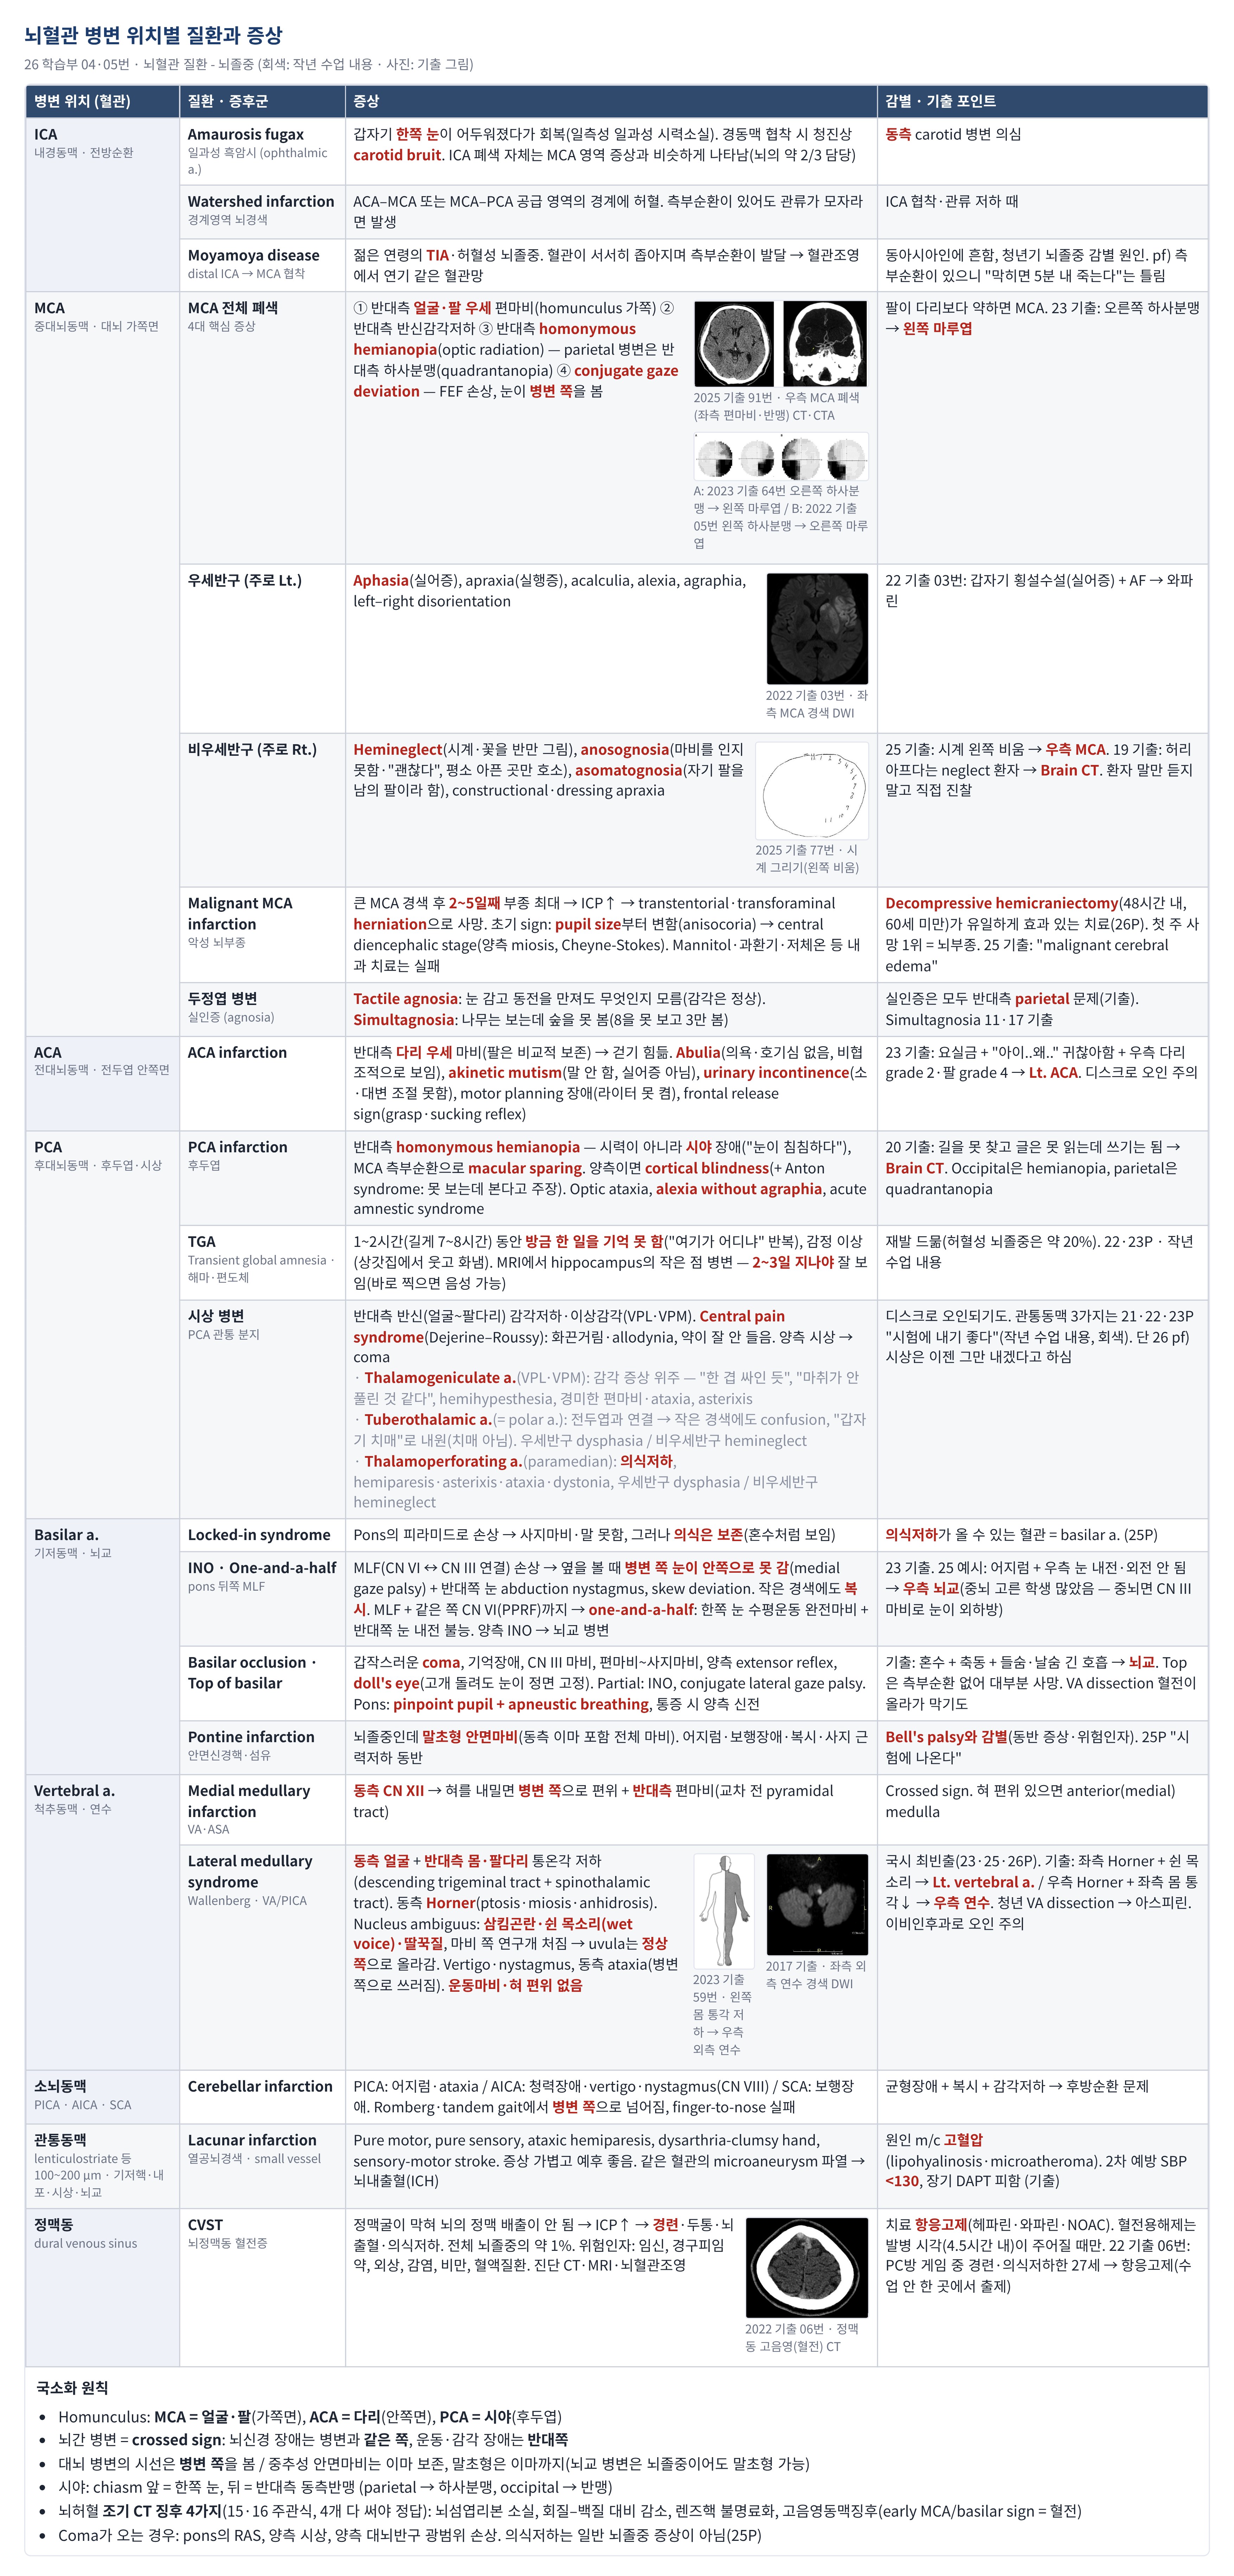 뇌혈관 병변 위치별 질환과 증상
26 학습부 04·05번 · 뇌혈관 질환 - 뇌졸중 (회색: 작년 수업 내용 · 사진: 기출 그림)
병변 위치 (혈관)
질환 · 증후군
증상
감별 · 기출 포인트
ICA
내경동맥 · 전방순환
Amaurosis fugax
일과성 흑암시 (ophthalmic
a.)
갑자기 한쪽 눈이 어두워졌다가 회복(일측성 일과성 시력소실). 경동맥 협착 시 청진상
carotid bruit. ICA 폐색 자체는 MCA 영역 증상과 비슷하게 나타남(뇌의 약 2/3 담당)
동측 carotid 병변 의심
Watershed infarction
경계영역 뇌경색
ACA–MCA 또는 MCA–PCA 공급 영역의 경계에 허혈. 측부순환이 있어도 관류가 모자라
면 발생
ICA 협착·관류 저하 때
Moyamoya disease
distal ICA → MCA 협착
젊은 연령의 TIA·허혈성 뇌졸중. 혈관이 서서히 좁아지며 측부순환이 발달 → 혈관조영
에서 연기 같은 혈관망
동아시아인에 흔함, 청년기 뇌졸중 감별 원인. pf) 측
부순환이 있으니 "막히면 5분 내 죽는다"는 틀림
MCA
중대뇌동맥 · 대뇌 가쪽면
MCA 전체 폐색
4대 핵심 증상
① 반대측 얼굴·팔 우세 편마비(homunculus 가쪽) ②
반대측 반신감각저하 ③ 반대측 homonymous
hemianopia(optic radiation) — parietal 병변은 반
대측 하사분맹(quadrantanopia) ④ conjugate gaze
deviation — FEF 손상, 눈이 병변 쪽을 봄
2025 기출 91번 · 우측 MCA 폐색
(좌측 편마비·반맹) CT·CTA
A: 2023 기출 64번 오른쪽 하사분
맹 → 왼쪽 마루엽 / B: 2022 기출
05번 왼쪽 하사분맹 → 오른쪽 마루
엽
팔이 다리보다 약하면 MCA. 23 기출: 오른쪽 하사분맹
→ 왼쪽 마루엽
우세반구 (주로 Lt.)
Aphasia(실어증), apraxia(실행증), acalculia, alexia, agraphia,
left–right disorientation
2022 기출 03번 · 좌
측 MCA 경색 DWI
22 기출 03번: 갑자기 횡설수설(실어증) + AF → 와파
린
비우세반구 (주로 Rt.)
Hemineglect(시계·꽃을 반만 그림), anosognosia(마비를 인지
못함·"괜찮다", 평소 아픈 곳만 호소), asomatognosia(자기 팔을
남의 팔이라 함), constructional·dressing apraxia
2025 기출 77번 · 시
계 그리기(왼쪽 비움)
25 기출: 시계 왼쪽 비움 → 우측 MCA. 19 기출: 허리
아프다는 neglect 환자 → Brain CT. 환자 말만 듣지
말고 직접 진찰
Malignant MCA
infarction
악성 뇌부종
큰 MCA 경색 후 2~5일째 부종 최대 → ICP↑ → transtentorial·transforaminal
herniation으로 사망. 초기 sign: pupil size부터 변함(anisocoria) → central
diencephalic stage(양측 miosis, Cheyne-Stokes). Mannitol·과환기·저체온 등 내
과 치료는 실패
Decompressive hemicraniectomy(48시간 내,
60세 미만)가 유일하게 효과 있는 치료(26P). 첫 주 사
망 1위 = 뇌부종. 25 기출: "malignant cerebral
edema"
두정엽 병변
실인증 (agnosia)
Tactile agnosia: 눈 감고 동전을 만져도 무엇인지 모름(감각은 정상).
Simultagnosia: 나무는 보는데 숲을 못 봄(8을 못 보고 3만 봄)
실인증은 모두 반대측 parietal 문제(기출).
Simultagnosia 11·17 기출
ACA
전대뇌동맥 · 전두엽 안쪽면
ACA infarction
반대측 다리 우세 마비(팔은 비교적 보존) → 걷기 힘듦. Abulia(의욕·호기심 없음, 비협
조적으로 보임), akinetic mutism(말 안 함, 실어증 아님), urinary incontinence(소
·대변 조절 못함), motor planning 장애(라이터 못 켬), frontal release
sign(grasp·sucking reflex)
23 기출: 요실금 + "아이..왜.." 귀찮아함 + 우측 다리
grade 2·팔 grade 4 → Lt. ACA. 디스크로 오인 주의
PCA
후대뇌동맥 · 후두엽·시상
PCA infarction
후두엽
반대측 homonymous hemianopia — 시력이 아니라 시야 장애("눈이 침침하다"),
MCA 측부순환으로 macular sparing. 양측이면 cortical blindness(+ Anton
syndrome: 못 보는데 본다고 주장). Optic ataxia, alexia without agraphia, acute
amnestic syndrome
20 기출: 길을 못 찾고 글은 못 읽는데 쓰기는 됨 →
Brain CT. Occipital은 hemianopia, parietal은
quadrantanopia
TGA
Transient global amnesia ·
해마·편도체
1~2시간(길게 7~8시간) 동안 방금 한 일을 기억 못 함("여기가 어디냐" 반복), 감정 이상
(상갓집에서 웃고 화냄). MRI에서 hippocampus의 작은 점 병변 — 2~3일 지나야 잘 보
임(바로 찍으면 음성 가능)
재발 드묾(허혈성 뇌졸중은 약 20%). 22·23P · 작년
수업 내용
시상 병변
PCA 관통 분지
반대측 반신(얼굴~팔다리) 감각저하·이상감각(VPL·VPM). Central pain
syndrome(Dejerine–Roussy): 화끈거림·allodynia, 약이 잘 안 들음. 양측 시상 →
coma
· Thalamogeniculate a.(VPL·VPM): 감각 증상 위주 — "한 겹 싸인 듯", "마취가 안
풀린 것 같다", hemihypesthesia, 경미한 편마비·ataxia, asterixis
· Tuberothalamic a.(= polar a.): 전두엽과 연결 → 작은 경색에도 confusion, "갑자
기 치매"로 내원(치매 아님). 우세반구 dysphasia / 비우세반구 hemineglect
· Thalamoperforating a.(paramedian): 의식저하,
hemiparesis·asterixis·ataxia·dystonia, 우세반구 dysphasia / 비우세반구
hemineglect
디스크로 오인되기도. 관통동맥 3가지는 21·22·23P
"시험에 내기 좋다"(작년 수업 내용, 회색). 단 26 pf)
시상은 이젠 그만 내겠다고 하심
Basilar a.
기저동맥 · 뇌교
Locked-in syndrome
Pons의 피라미드로 손상 → 사지마비·말 못함, 그러나 의식은 보존(혼수처럼 보임)
의식저하가 올 수 있는 혈관 = basilar a. (25P)
INO · One-and-a-half
pons 뒤쪽 MLF
MLF(CN VI ↔ CN III 연결) 손상 → 옆을 볼 때 병변 쪽 눈이 안쪽으로 못 감(medial
gaze palsy) + 반대쪽 눈 abduction nystagmus, skew deviation. 작은 경색에도 복
시. MLF + 같은 쪽 CN VI(PPRF)까지 → one-and-a-half: 한쪽 눈 수평운동 완전마비 +
반대쪽 눈 내전 불능. 양측 INO → 뇌교 병변
23 기출. 25 예시: 어지럼 + 우측 눈 내전·외전 안 됨
→ 우측 뇌교(중뇌 고른 학생 많았음 — 중뇌면 CN III
마비로 눈이 외하방)
Basilar occlusion ·
Top of basilar
갑작스러운 coma, 기억장애, CN III 마비, 편마비~사지마비, 양측 extensor reflex,
doll's eye(고개 돌려도 눈이 정면 고정). Partial: INO, conjugate lateral gaze palsy.
Pons: pinpoint pupil + apneustic breathing, 통증 시 양측 신전
기출: 혼수 + 축동 + 들숨·날숨 긴 호흡 → 뇌교. Top
은 측부순환 없어 대부분 사망. VA dissection 혈전이
올라가 막기도
Pontine infarction
안면신경핵·섬유
뇌졸중인데 말초형 안면마비(동측 이마 포함 전체 마비). 어지럼·보행장애·복시·사지 근
력저하 동반
Bell's palsy와 감별(동반 증상·위험인자). 25P "시
험에 나온다"
Vertebral a.
척추동맥 · 연수
Medial medullary
infarction
VA·ASA
동측 CN XII → 혀를 내밀면 병변 쪽으로 편위 + 반대측 편마비(교차 전 pyramidal
tract)
Crossed sign. 혀 편위 있으면 anterior(medial)
medulla
Lateral medullary
syndrome
Wallenberg · VA/PICA
동측 얼굴 + 반대측 몸·팔다리 통온각 저하
(descending trigeminal tract + spinothalamic
tract). 동측 Horner(ptosis·miosis·anhidrosis).
Nucleus ambiguus: 삼킴곤란·쉰 목소리(wet
voice)·딸꾹질, 마비 쪽 연구개 처짐 → uvula는 정상
쪽으로 올라감. Vertigo·nystagmus, 동측 ataxia(병변
쪽으로 쓰러짐). 운동마비·혀 편위 없음
2023 기출
59번 · 왼쪽
몸 통각 저
하 → 우측
외측 연수
2017 기출 · 좌측 외
측 연수 경색 DWI
국시 최빈출(23·25·26P). 기출: 좌측 Horner + 쉰 목
소리 → Lt. vertebral a. / 우측 Horner + 좌측 몸 통
각↓ → 우측 연수. 청년 VA dissection → 아스피린.
이비인후과로 오인 주의
소뇌동맥
PICA · AICA · SCA
Cerebellar infarction
PICA: 어지럼·ataxia / AICA: 청력장애·vertigo·nystagmus(CN VIII) / SCA: 보행장
애. Romberg·tandem gait에서 병변 쪽으로 넘어짐, finger-to-nose 실패
균형장애 + 복시 + 감각저하 → 후방순환 문제
관통동맥
lenticulostriate 등
100~200 μm · 기저핵·내
포·시상·뇌교
Lacunar infarction
열공뇌경색 · small vessel
Pure motor, pure sensory, ataxic hemiparesis, dysarthria-clumsy hand,
sensory-motor stroke. 증상 가볍고 예후 좋음. 같은 혈관의 microaneurysm 파열 →
뇌내출혈(ICH)
원인 m/c 고혈압
(lipohyalinosis·microatheroma). 2차 예방 SBP
<130, 장기 DAPT 피함 (기출)
정맥동
dural venous sinus
CVST
뇌정맥동 혈전증
정맥굴이 막혀 뇌의 정맥 배출이 안 됨 → ICP↑ → 경련·두통·뇌
출혈·의식저하. 전체 뇌졸중의 약 1%. 위험인자: 임신, 경구피임
약, 외상, 감염, 비만, 혈액질환. 진단 CT·MRI·뇌혈관조영
2022 기출 06번 · 정맥
동 고음영(혈전) CT
치료 항응고제(헤파린·와파린·NOAC). 혈전용해제는
발병 시각(4.5시간 내)이 주어질 때만. 22 기출 06번:
PC방 게임 중 경련·의식저하한 27세 → 항응고제(수
업 안 한 곳에서 출제)
국소화 원칙
• Homunculus: MCA = 얼굴·팔(가쪽면), ACA = 다리(안쪽면), PCA = 시야(후두엽)
• 뇌간 병변 = crossed sign: 뇌신경 장애는 병변과 같은 쪽, 운동·감각 장애는 반대쪽
• 대뇌 병변의 시선은 병변 쪽을 봄 / 중추성 안면마비는 이마 보존, 말초형은 이마까지(뇌교 병변은 뇌졸중이어도 말초형 가능)
• 시야: chiasm 앞 = 한쪽 눈, 뒤 = 반대측 동측반맹 (parietal → 하사분맹, occipital → 반맹)
• 뇌허혈 조기 CT 징후 4가지(15·16 주관식, 4개 다 써야 정답): 뇌섬엽리본 소실, 회질–백질 대비 감소, 렌즈핵 불명료화, 고음영동맥징후(early MCA/basilar sign = 혈전)
• Coma가 오는 경우: pons의 RAS, 양측 시상, 양측 대뇌반구 광범위 손상. 의식저하는 일반 뇌졸중 증상이 아님(25P)